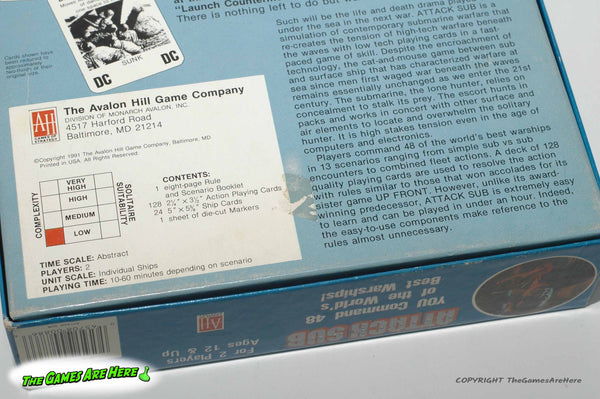 SUNK
DC
DC
Cards shown here
have been reduced to
approximately
two-thirds of their
original size.
"Launch Counterm
There is nothing left to do but w
Such will be the life and death drama played
under the sea in the next war. ATTACK SUB
simulation of contemporary submarine warfare that
re-creates the tension of high-tech warfare beneath
the waves with low tech playing cards in a fast-
paced game of skill. Despite the encroachment of
technology, the cat-and-mouse game between sub
and surface ship that has characterized warfare at
sea since men first waged war beneath the waves
remains essentially unchanged as we enter the 21st
century. The submarine, the lone hunter, relies on
concealment to stalk its prey. The escort hunts in
packs and works in concert with other surface and
air elements to locate and overwhelm the solitary
hunter. It is high stakes tension even in the age of
computers and electronics.
Players command 48 of the world's best warships
in 13 scenarios ranging from simple sub vs sub
encounters to combined fleet actions. A deck of 128
quality playing cards are used to resolve the action
with rules similar to those that won accolades for its
sister game UP FRONT. However, unlike its award-
winning predecessor, ATTACK SUB is extremely easy
to learn and can be played in under an hour. Indeed,
the easy-to-use components make reference to the
rules almost unnecessary.
AH
GAMES OF
STRATEGY
The Avalon Hill Game Company
DIVISION OF MONARCH AVALON, INC.
4517 Harford Road
Baltimore, MD 21214
©Copyright 1991 The Avalon Hill Game Company, Baltimore, MD
Printed in USA. All Rights Reserved.
COMPLEXITY
VERY
HIGH
HIGH
MEDIUM
LOW
SOLITAIRE
SUITABILITY
CONTENTS:
1 eight-page Rule
and Scenario Booklet
128 2¼" x 3½" Action Playing Cards
24 5" x 5¾" Ship Cards
1 sheet of die-cut Markers
TIME SCALE: Abstract
PLAYERS: 2
UNIT SCALE: Individual Ships
PLAYING TIME: 10-60 minutes depending on scenario
For 2 Players
Ages 12 & Up
AH
ATTACK SUB
YOU Command 48
of the World's
Best Warships!
THE GAMES ARE HERE
COPYRIGHT TheGamesAreHere